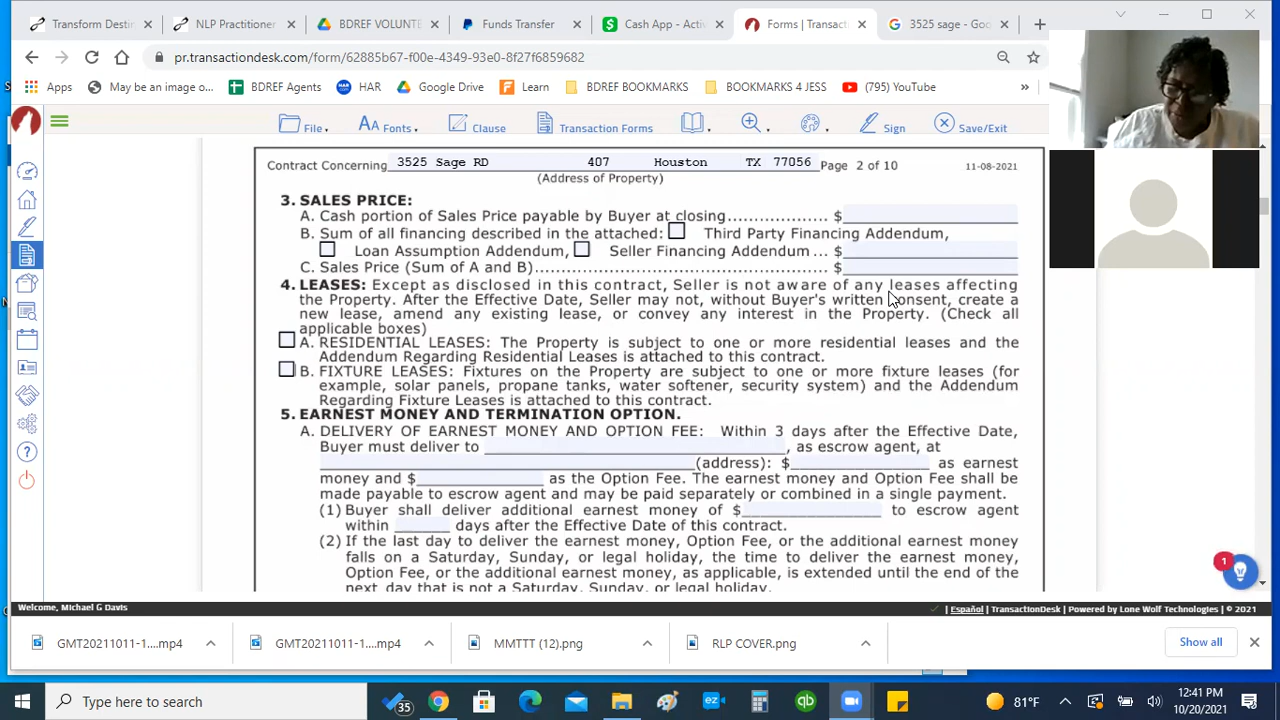 Transform Desti
NLP Practitioner
BDREF VOLUNTE
Funds Transfer
Cash App - Activ
Forms | Transact
3525 sage - Goo
pr.transactiondesk.com/form/62885b67-f00e-4349-93e0-8f27f6859682
Apps
May be an image o...
BDREF Agents
HAR
Google Drive
Learn
BDREF BOOKMARKS
BOOKMARKS 4 JESS
(795) YouTube
»
File
Fonts
Clause
Transaction Forms
Sign
Save/Exit
Contract Concerning 3525 Sage RD 407 Houston TX 77056 Page 2 of 10 11-08-2021
(Address of Property)
3. SALES PRICE:
A. Cash portion of Sales Price payable by Buyer at closing................... $
B. Sum of all financing described in the attached: Third Party Financing Addendum,
Loan Assumption Addendum, Seller Financing Addendum ... $
C. Sales Price (Sum of A and B)....................................................... $
4. LEASES: Except as disclosed in this contract, Seller is not aware of any leases affecting
the Property. After the Effective Date, Seller may not, without Buyer's written consent, create a
new lease, amend any existing lease, or convey any interest in the Property. (Check all
applicable boxes)
A. RESIDENTIAL LEASES: The Property is subject to one or more residential leases and the
Addendum Regarding Residential Leases is attached to this contract.
B. FIXTURE LEASES: Fixtures on the Property are subject to one or more fixture leases (for
example, solar panels, propane tanks, water softener, security system) and the Addendum
Regarding Fixture Leases is attached to this contract.
5. EARNEST MONEY AND TERMINATION OPTION.
A. DELIVERY OF EARNEST MONEY AND OPTION FEE: Within 3 days after the Effective Date,
Buyer must deliver to , as escrow agent, at
(address): $ as earnest
money and $ as the Option Fee. The earnest money and Option Fee shall be
made payable to escrow agent and may be paid separately or combined in a single payment.
(1) Buyer shall deliver additional earnest money of $ to escrow agent
within days after the Effective Date of this contract.
(2) If the last day to deliver the earnest money, Option Fee, or the additional earnest money
falls on a Saturday, Sunday, or legal holiday, the time to deliver the earnest money,
Option Fee, or the additional earnest money, as applicable, is extended until the end of the
next day that is not a Saturday, Sunday, or legal holiday.
1
Welcome, Michael G Davis
Español | TransactionDesk | Powered by Lone Wolf Technologies | © 2021
GMT20211011-1....mp4
GMT20211011-1....mp4
MMTTT (12).png
RLP COVER.png
Show all
Type here to search
35
ez
qb
81°F
12:41 PM
10/20/2021